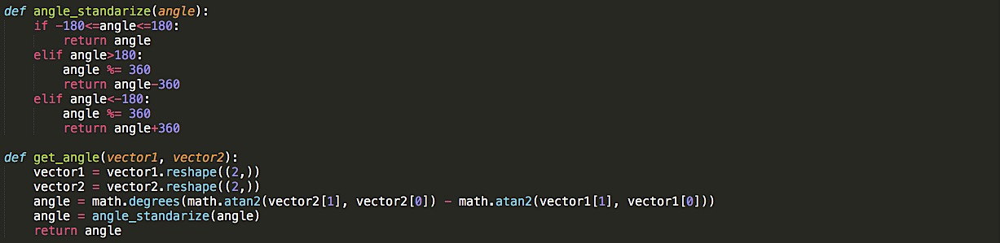 def angle_standarize(angle):
    if -180<=angle<=180:
        return angle
    elif angle>180:
        angle %= 360
        return angle-360
    elif angle<-180:
        angle %= 360
        return angle+360

def get_angle(vector1, vector2):
    vector1 = vector1.reshape((2,))
    vector2 = vector2.reshape((2,))
    angle = math.degrees(math.atan2(vector2[1], vector2[0]) - math.atan2(vector1[1], vector1[0]))
    angle = angle_standarize(angle)
    return angle